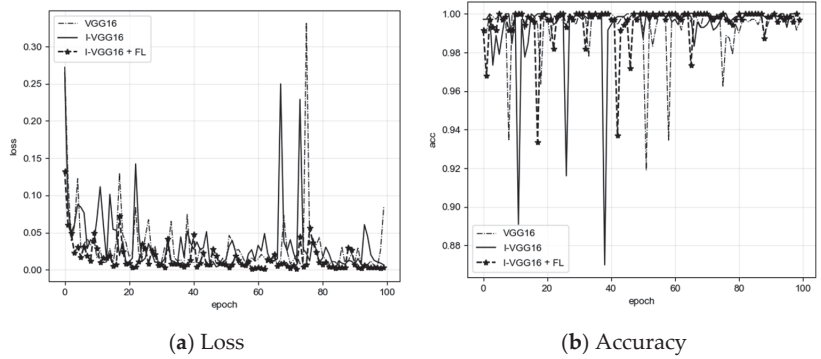 VGG16
I-VGG16
I-VGG16 + FL
0.30
0.25
0.20
0.15
0.10
0.05
0.00
loss
0 20 40 60 80 100
epoch
(a) Loss
1.00
0.98
0.96
0.94
0.92
0.90
0.88
acc
VGG16
I-VGG16
I-VGG16 + FL
0 20 40 60 80 100
epoch
(b) Accuracy